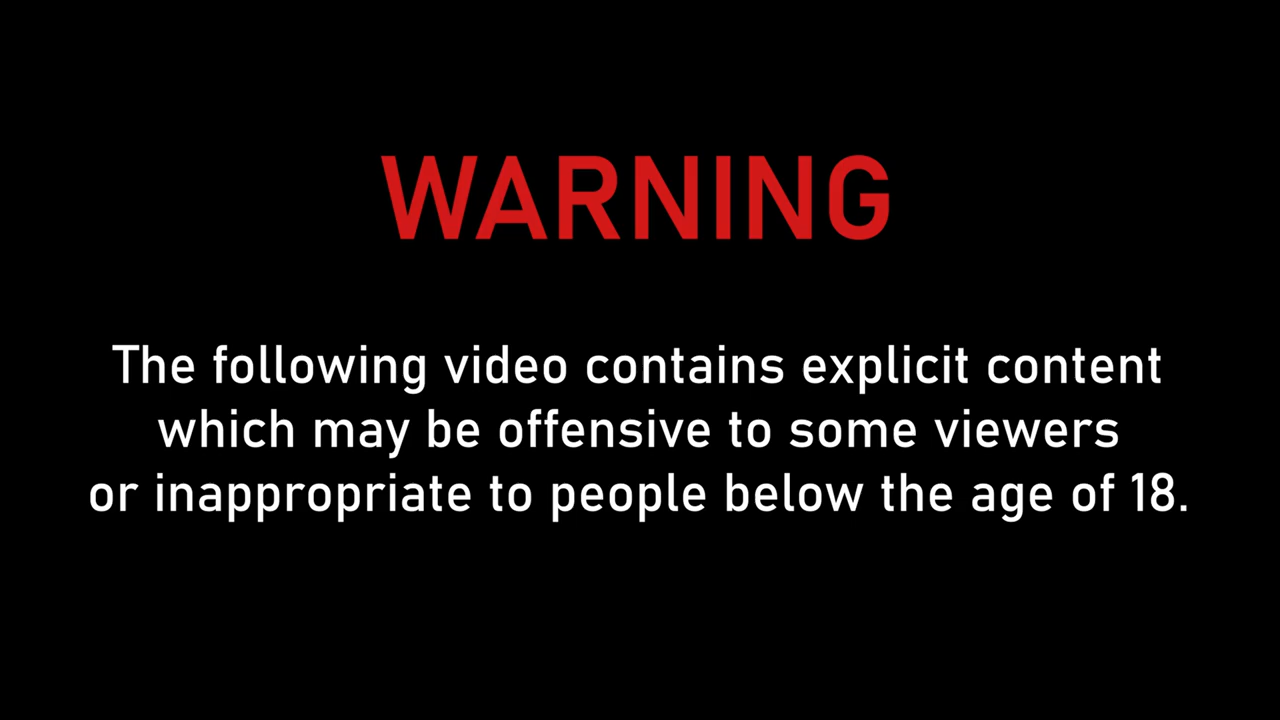 WARNING
The following video contains explicit content
which may be offensive to some viewers
or inappropriate to people below the age of 18.